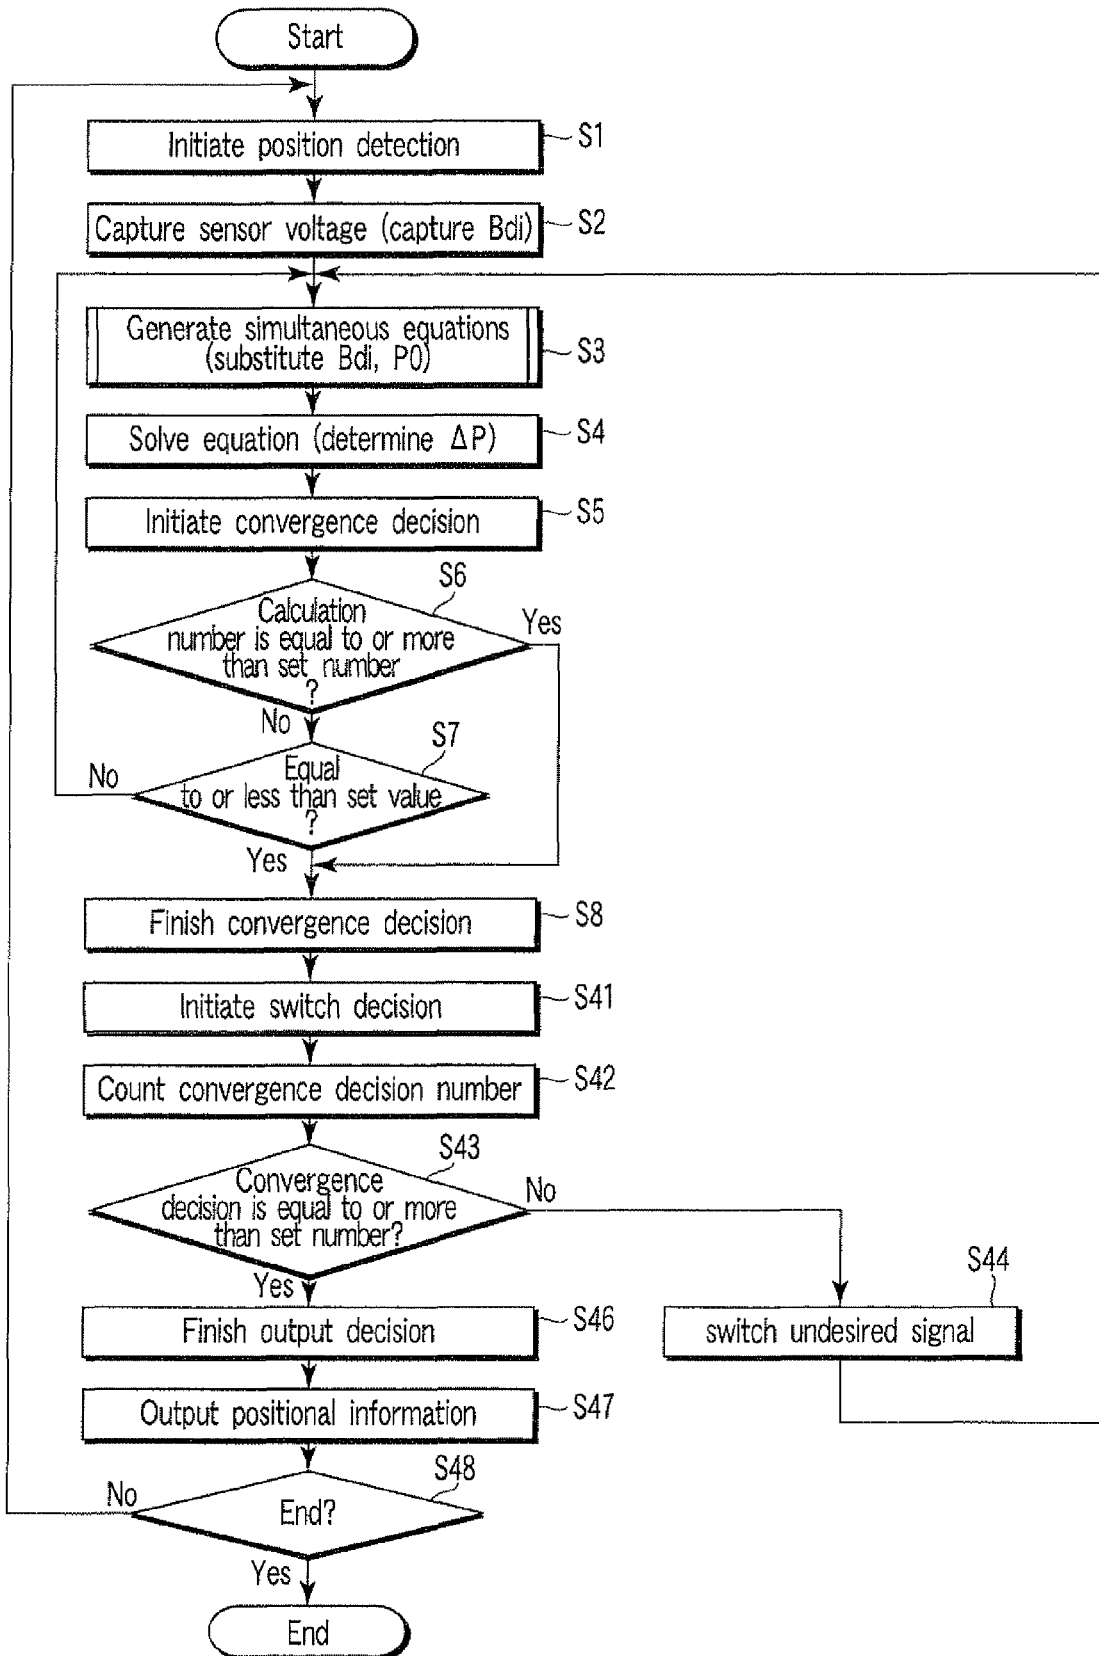 Start
Initiate position detection
S1
Capture sensor voltage (capture Bdi)
S2
Generate simultaneous equations
(substitute Bdi, P0)
S3
Solve equation (determine ΔP)
S4
Initiate convergence decision
S5
S6
Calculation
number is equal to or more
than set number
?
Yes
No
S7
Equal
to or less than set value
?
No
Yes
Finish convergence decision
S8
Initiate switch decision
S41
Count convergence decision number
S42
S43
Convergence
decision is equal to or more
than set number?
No
Yes
S44
switch undesired signal
Finish output decision
S46
Output positional information
S47
S48
End?
No
Yes
End